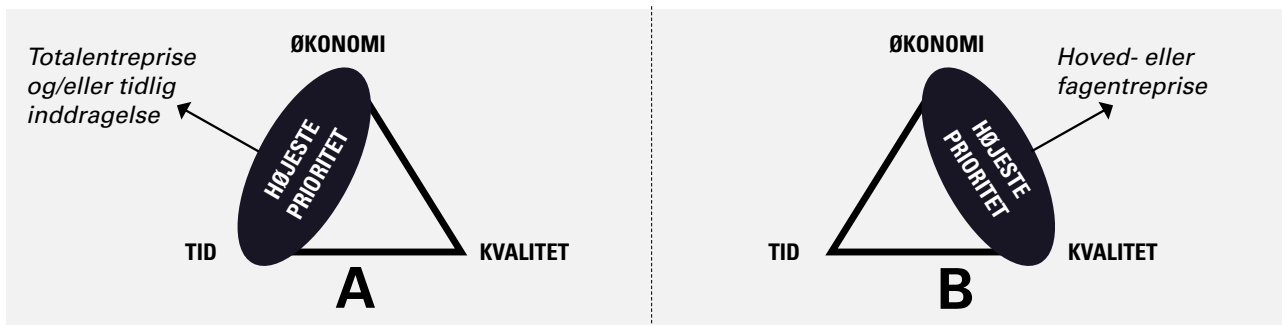 ØKONOMI
Totalentreprise
og/eller tidlig
inddragelse
HØJESTE
PRIORITET
TID
KVALITET
A
ØKONOMI
Hoved- eller
fagentreprise
HØJESTE
PRIORITET
TID
KVALITET
B